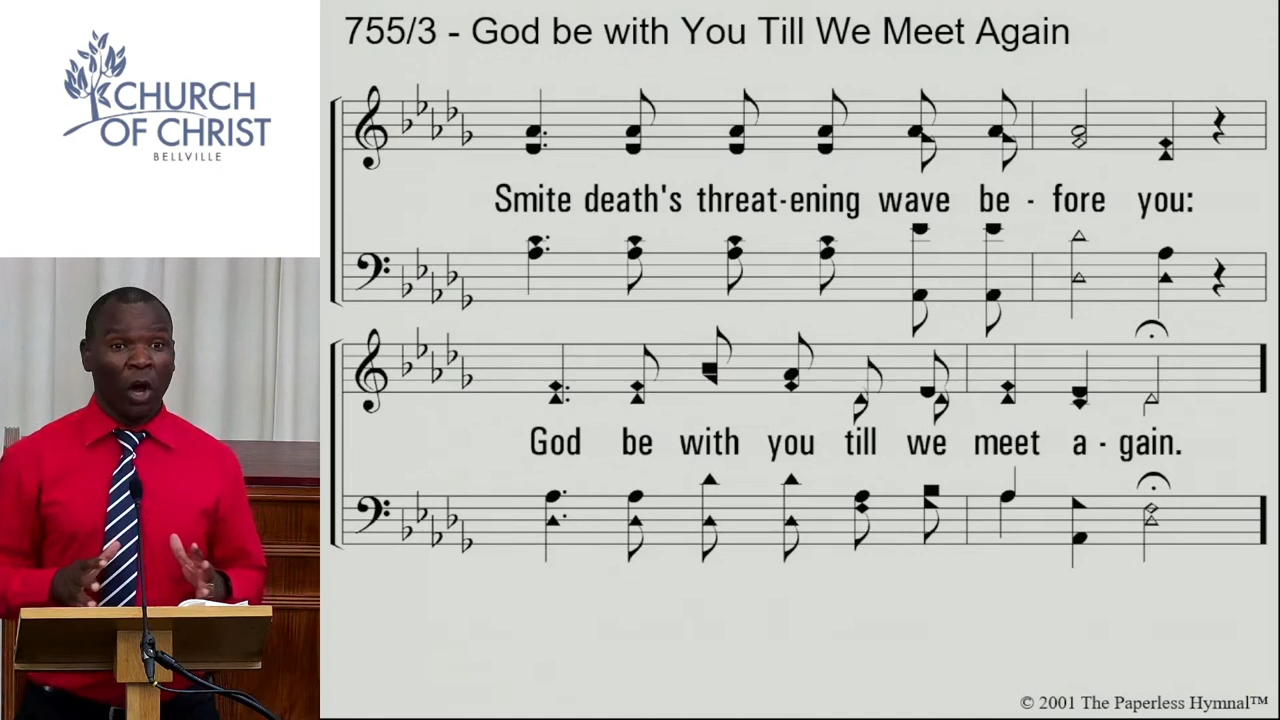 CHURCH
OF CHRIST
BELLVILLE
755/3 - God be with You Till We Meet Again
Smite death's threat-ening wave be - fore you:
God be with you till we meet a - gain.
© 2001 The Paperless Hymnal™